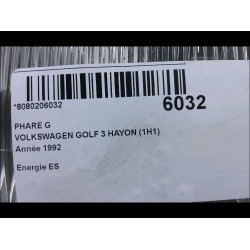 *8080206032
6032
PHARE G
VOLKSWAGEN GOLF 3 HAYON (1H1)
Année 1992
Energie ES